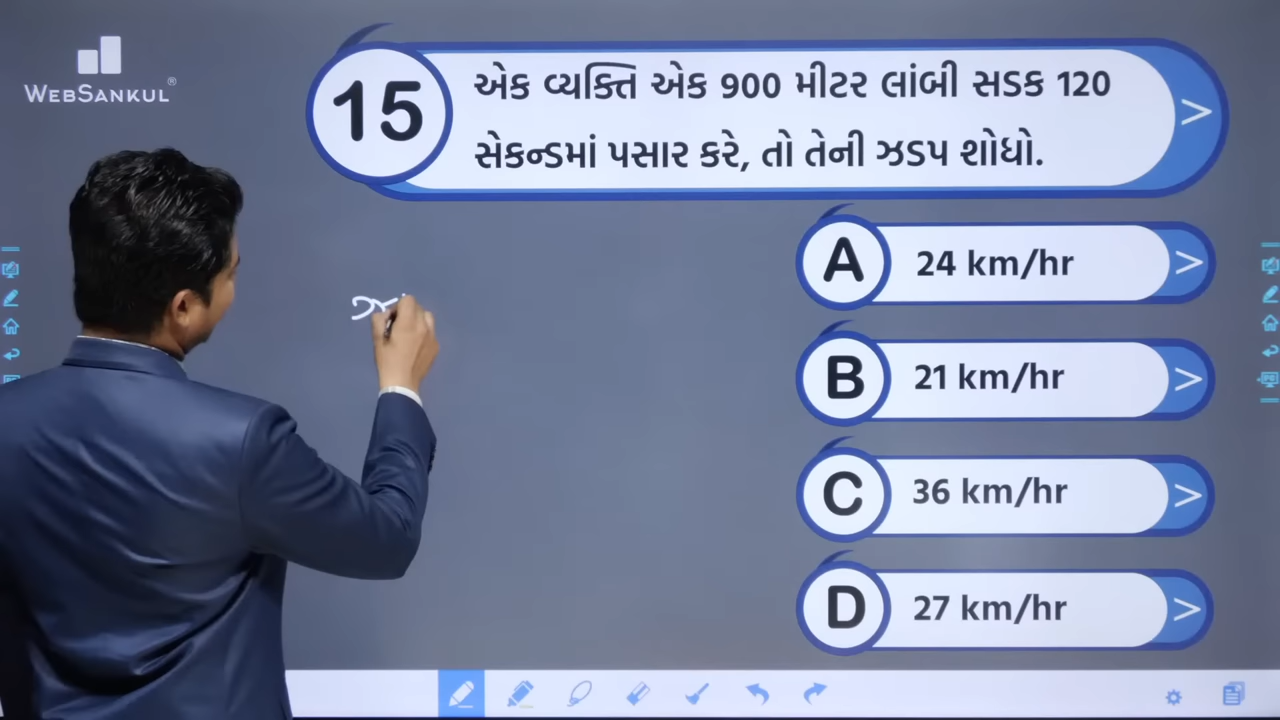 WEBSANKUL®
15
એક વ્યક્તિ એક 900 મીટર લાંબી સડક 120
સેકન્ડમાં પસાર કરે, તો તેની ઝડપ શોધો.
A 24 km/hr
B 21 km/hr
C 36 km/hr
D 27 km/hr